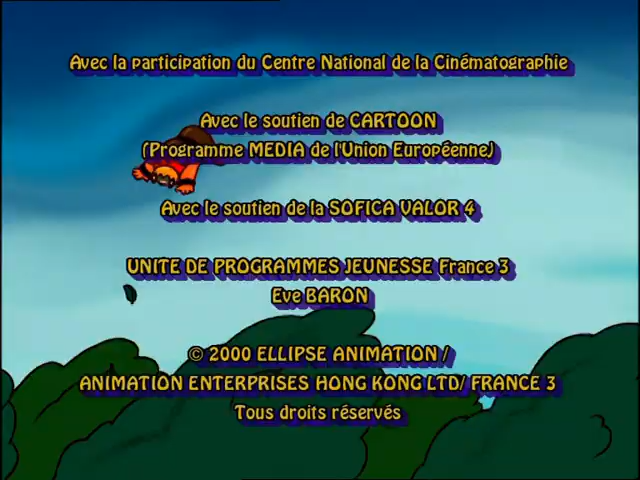 Avec la participation du Centre National de la Cinématographie
Avec le soutien de CARTOON
(Programme MEDIA de l'Union Européenne)
Avec le soutien de la SOFICA VALOR 4
UNITE DE PROGRAMMES JEUNESSE France 3
Eve BARON
© 2000 ELLIPSE ANIMATION /
ANIMATION ENTERPRISES HONG KONG LTD/ FRANCE 3
Tous droits réservés